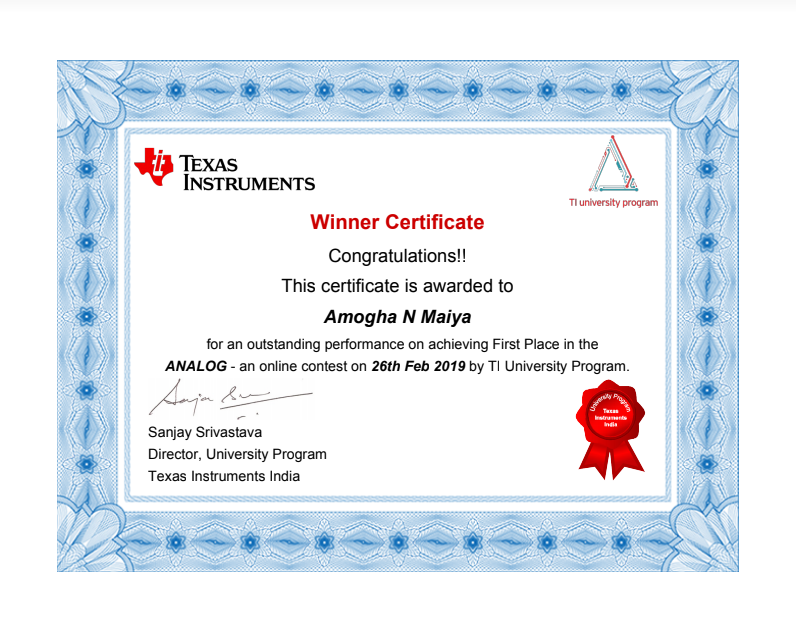 TEXAS
INSTRUMENTS
TI university program
Winner Certificate
Congratulations!!
This certificate is awarded to
Amogha N Maiya
for an outstanding performance on achieving First Place in the
ANALOG - an online contest on 26th Feb 2019 by TI University Program.
Sanjay Srivastava
Director, University Program
Texas Instruments India
University Program
Texas
Instruments
India